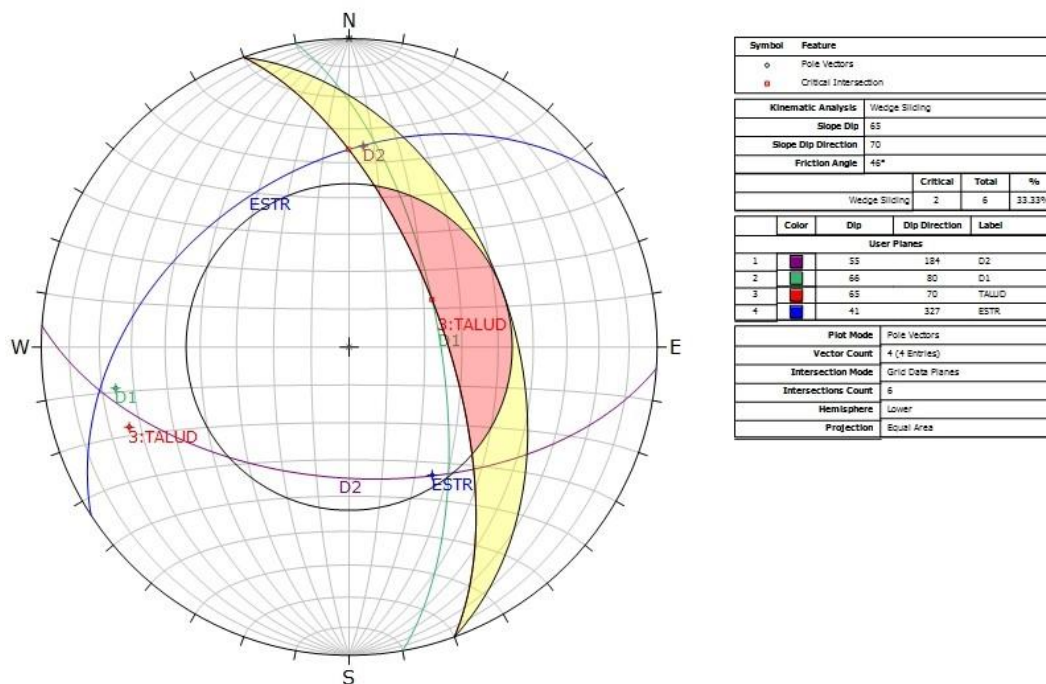 N
D2
ESTR
3:TALUD
D1
W
E
D1
3:TALUD
D2
ESTR
S
Symbol Feature
Pole Vectors
Critical Intersection
Kinematic Analysis Wedge Sliding
Slope Dip 65
Slope Dip Direction 70
Friction Angle 46°
Critical Total %
Wedge Sliding 2 6 33.33%
Color Dip Dip Direction Label
User Planes
1 55 184 D2
2 66 80 D1
3 65 70 TALUD
4 41 327 ESTR
Plot Mode Pole Vectors
Vector Count 4 (4 Entries)
Intersection Mode Grid Data Planes
Intersections Count 6
Hemisphere Lower
Projection Equal Area